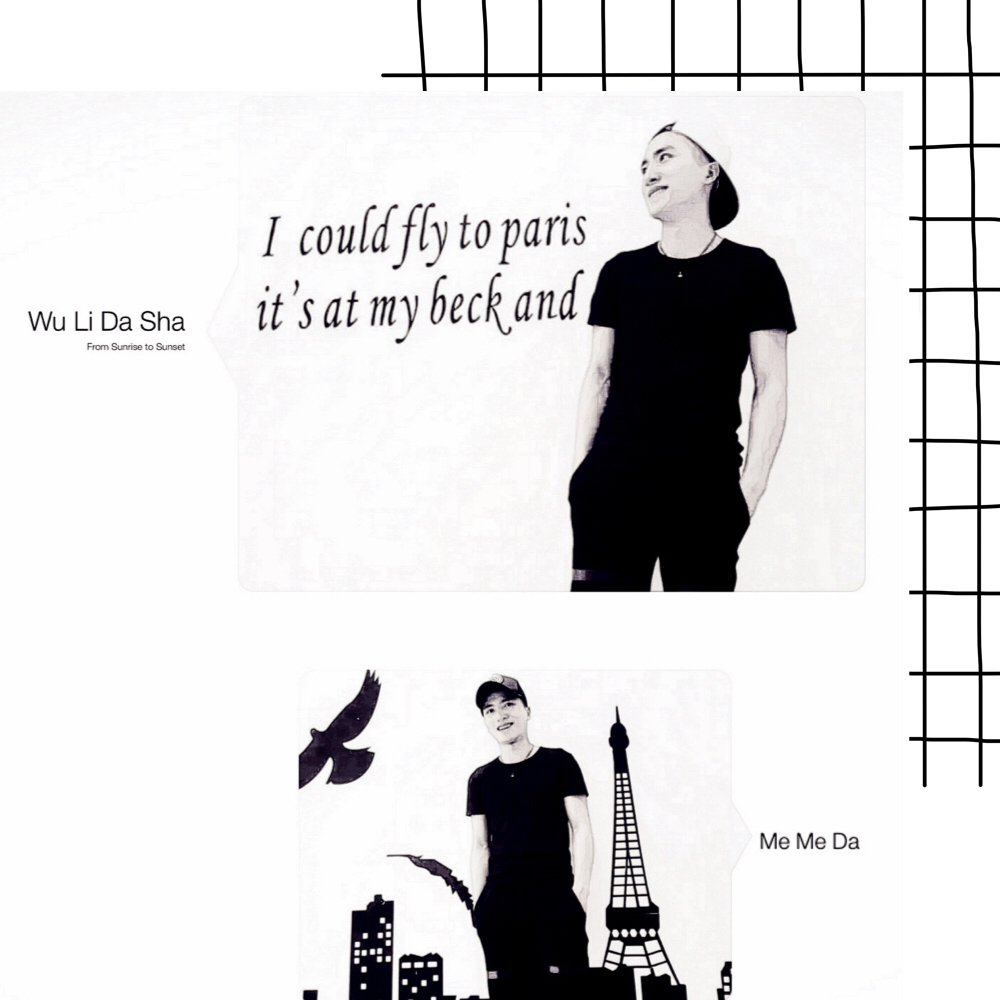 I could fly to paris
it's at my beck and
Wu Li Da Sha
From Sunrise to Sunset
Me Me Da